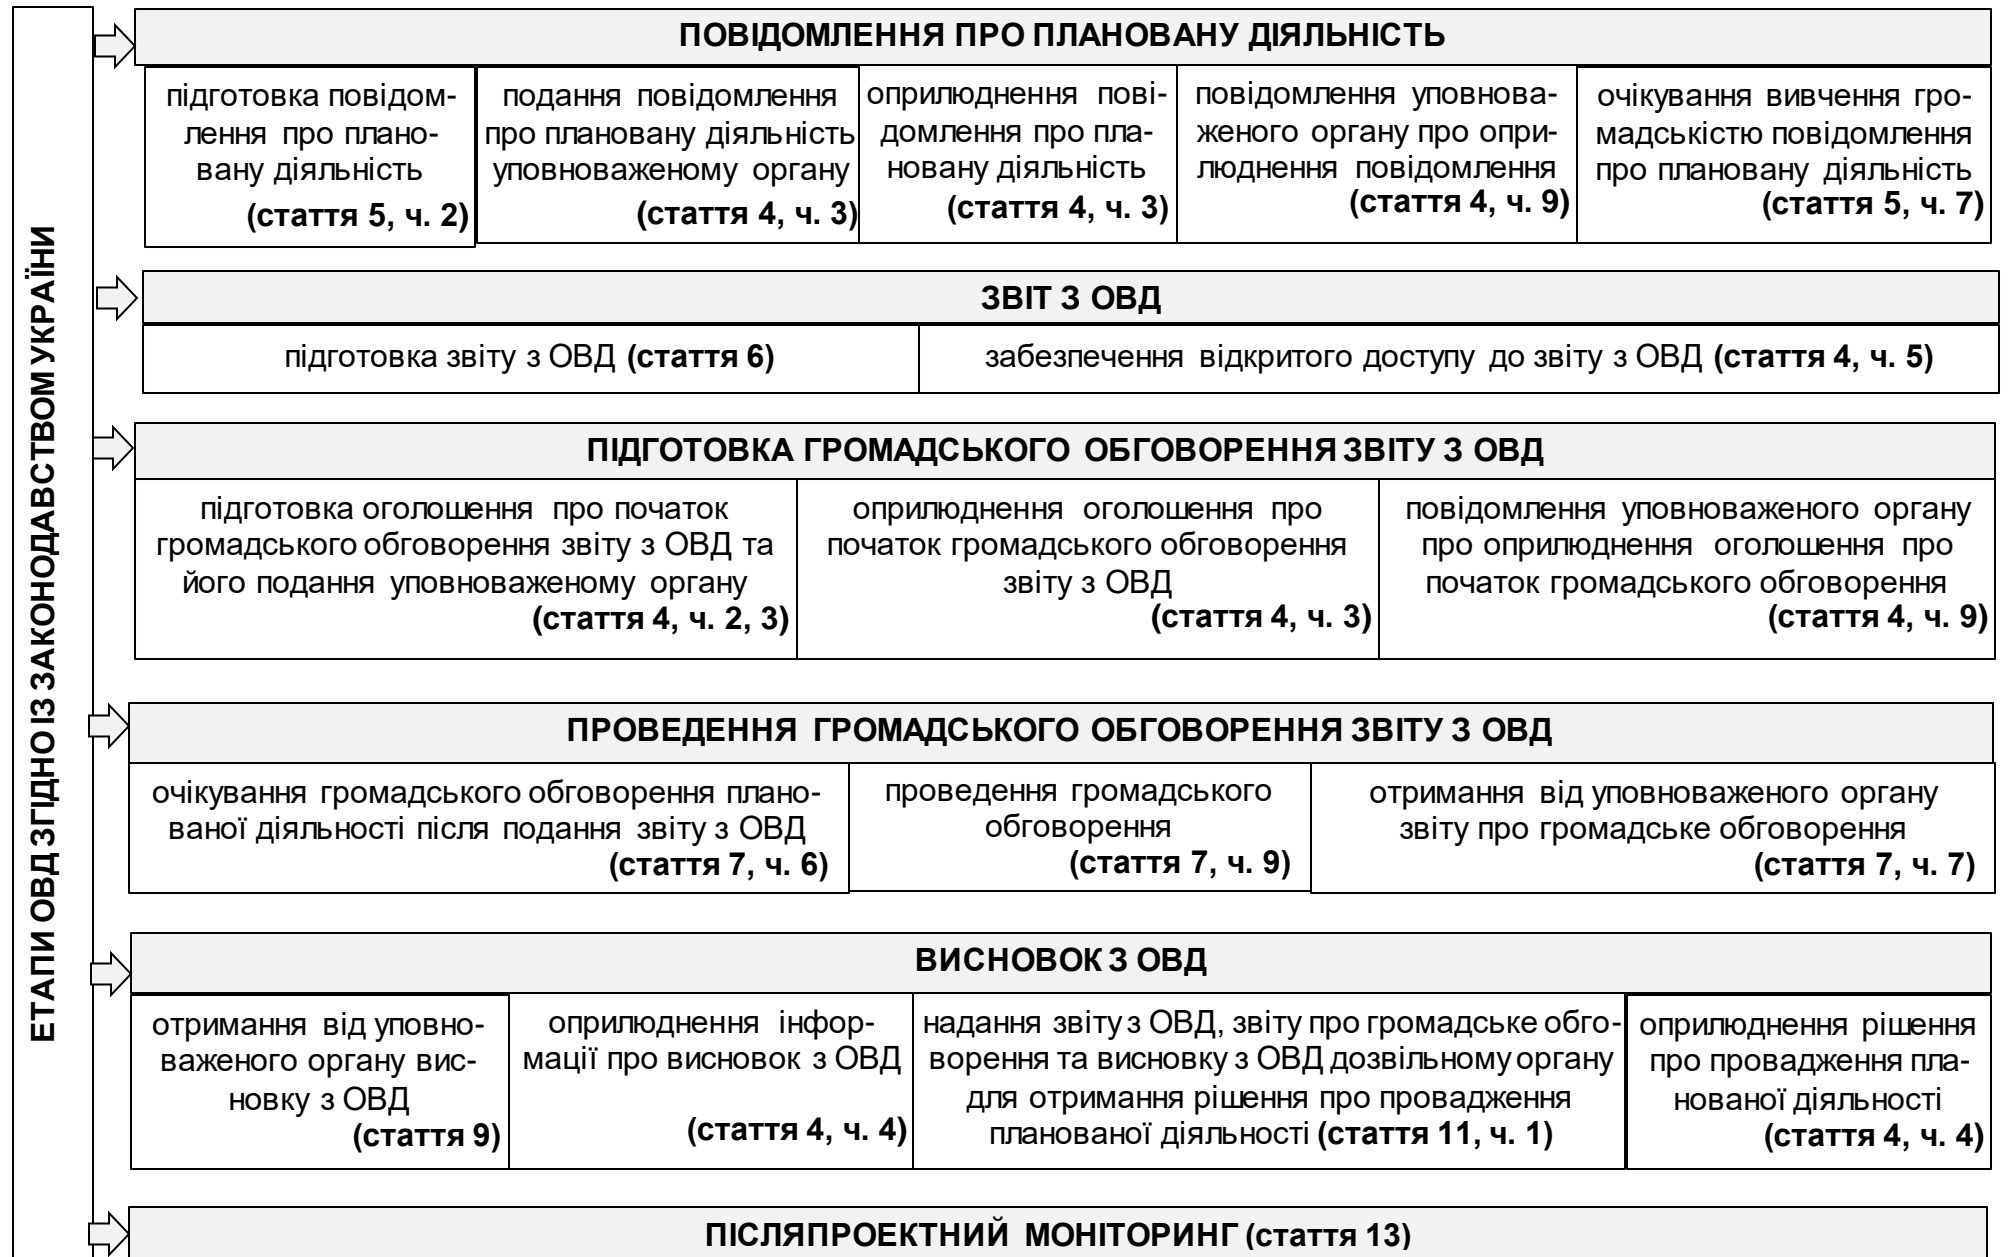 ЕТАПИ ОВД ЗГІДНО ІЗ ЗАКОНОДАВСТВОМ УКРАЇНИ
ПОВІДОМЛЕННЯ ПРО ПЛАНОВАНУ ДІЯЛЬНІСТЬ
підготовка повідом-
лення про плано-
вану діяльність
(стаття 5, ч. 2)
подання повідомлення
про плановану діяльність
уповноваженому органу
(стаття 4, ч. 3)
оприлюднення пові-
домлення про пла-
новану діяльність
(стаття 4, ч. 3)
повідомлення уповнова-
женого органу про опри-
люднення повідомлення
(стаття 4, ч. 9)
очікування вивчення гро-
мадськістю повідомлення
про плановану діяльність
(стаття 5, ч. 7)
ЗВІТ З ОВД
підготовка звіту з ОВД (стаття 6)
забезпечення відкритого доступу до звіту з ОВД (стаття 4, ч. 5)
ПІДГОТОВКА ГРОМАДСЬКОГО ОБГОВОРЕННЯ ЗВІТУ З ОВД
підготовка оголошення про початок
громадського обговорення звіту з ОВД та
його подання уповноваженому органу
(стаття 4, ч. 2, 3)
оприлюднення оголошення про
початок громадського обговорення
звіту з ОВД
(стаття 4, ч. 3)
повідомлення уповноваженого органу
про оприлюднення оголошення про
початок громадського обговорення
(стаття 4, ч. 9)
ПРОВЕДЕННЯ ГРОМАДСЬКОГО ОБГОВОРЕННЯ ЗВІТУ З ОВД
очікування громадського обговорення плано-
ваної діяльності після подання звіту з ОВД
(стаття 7, ч. 6)
проведення громадського
обговорення
(стаття 7, ч. 9)
отримання від уповноваженого органу
звіту про громадське обговорення
(стаття 7, ч. 7)
ВИСНОВОК З ОВД
отримання від уповно-
важеного органу вис-
новку з ОВД
(стаття 9)
оприлюднення інфор-
мації про висновок з ОВД
(стаття 4, ч. 4)
надання звіту з ОВД, звіту про громадське обго-
ворення та висновку з ОВД дозвільному органу
для отримання рішення про провадження
планованої діяльності (стаття 11, ч. 1)
оприлюднення рішення
про провадження пла-
нованої діяльності
(стаття 4, ч. 4)
ПІСЛЯПРОЕКТНИЙ МОНІТОРИНГ (стаття 13)